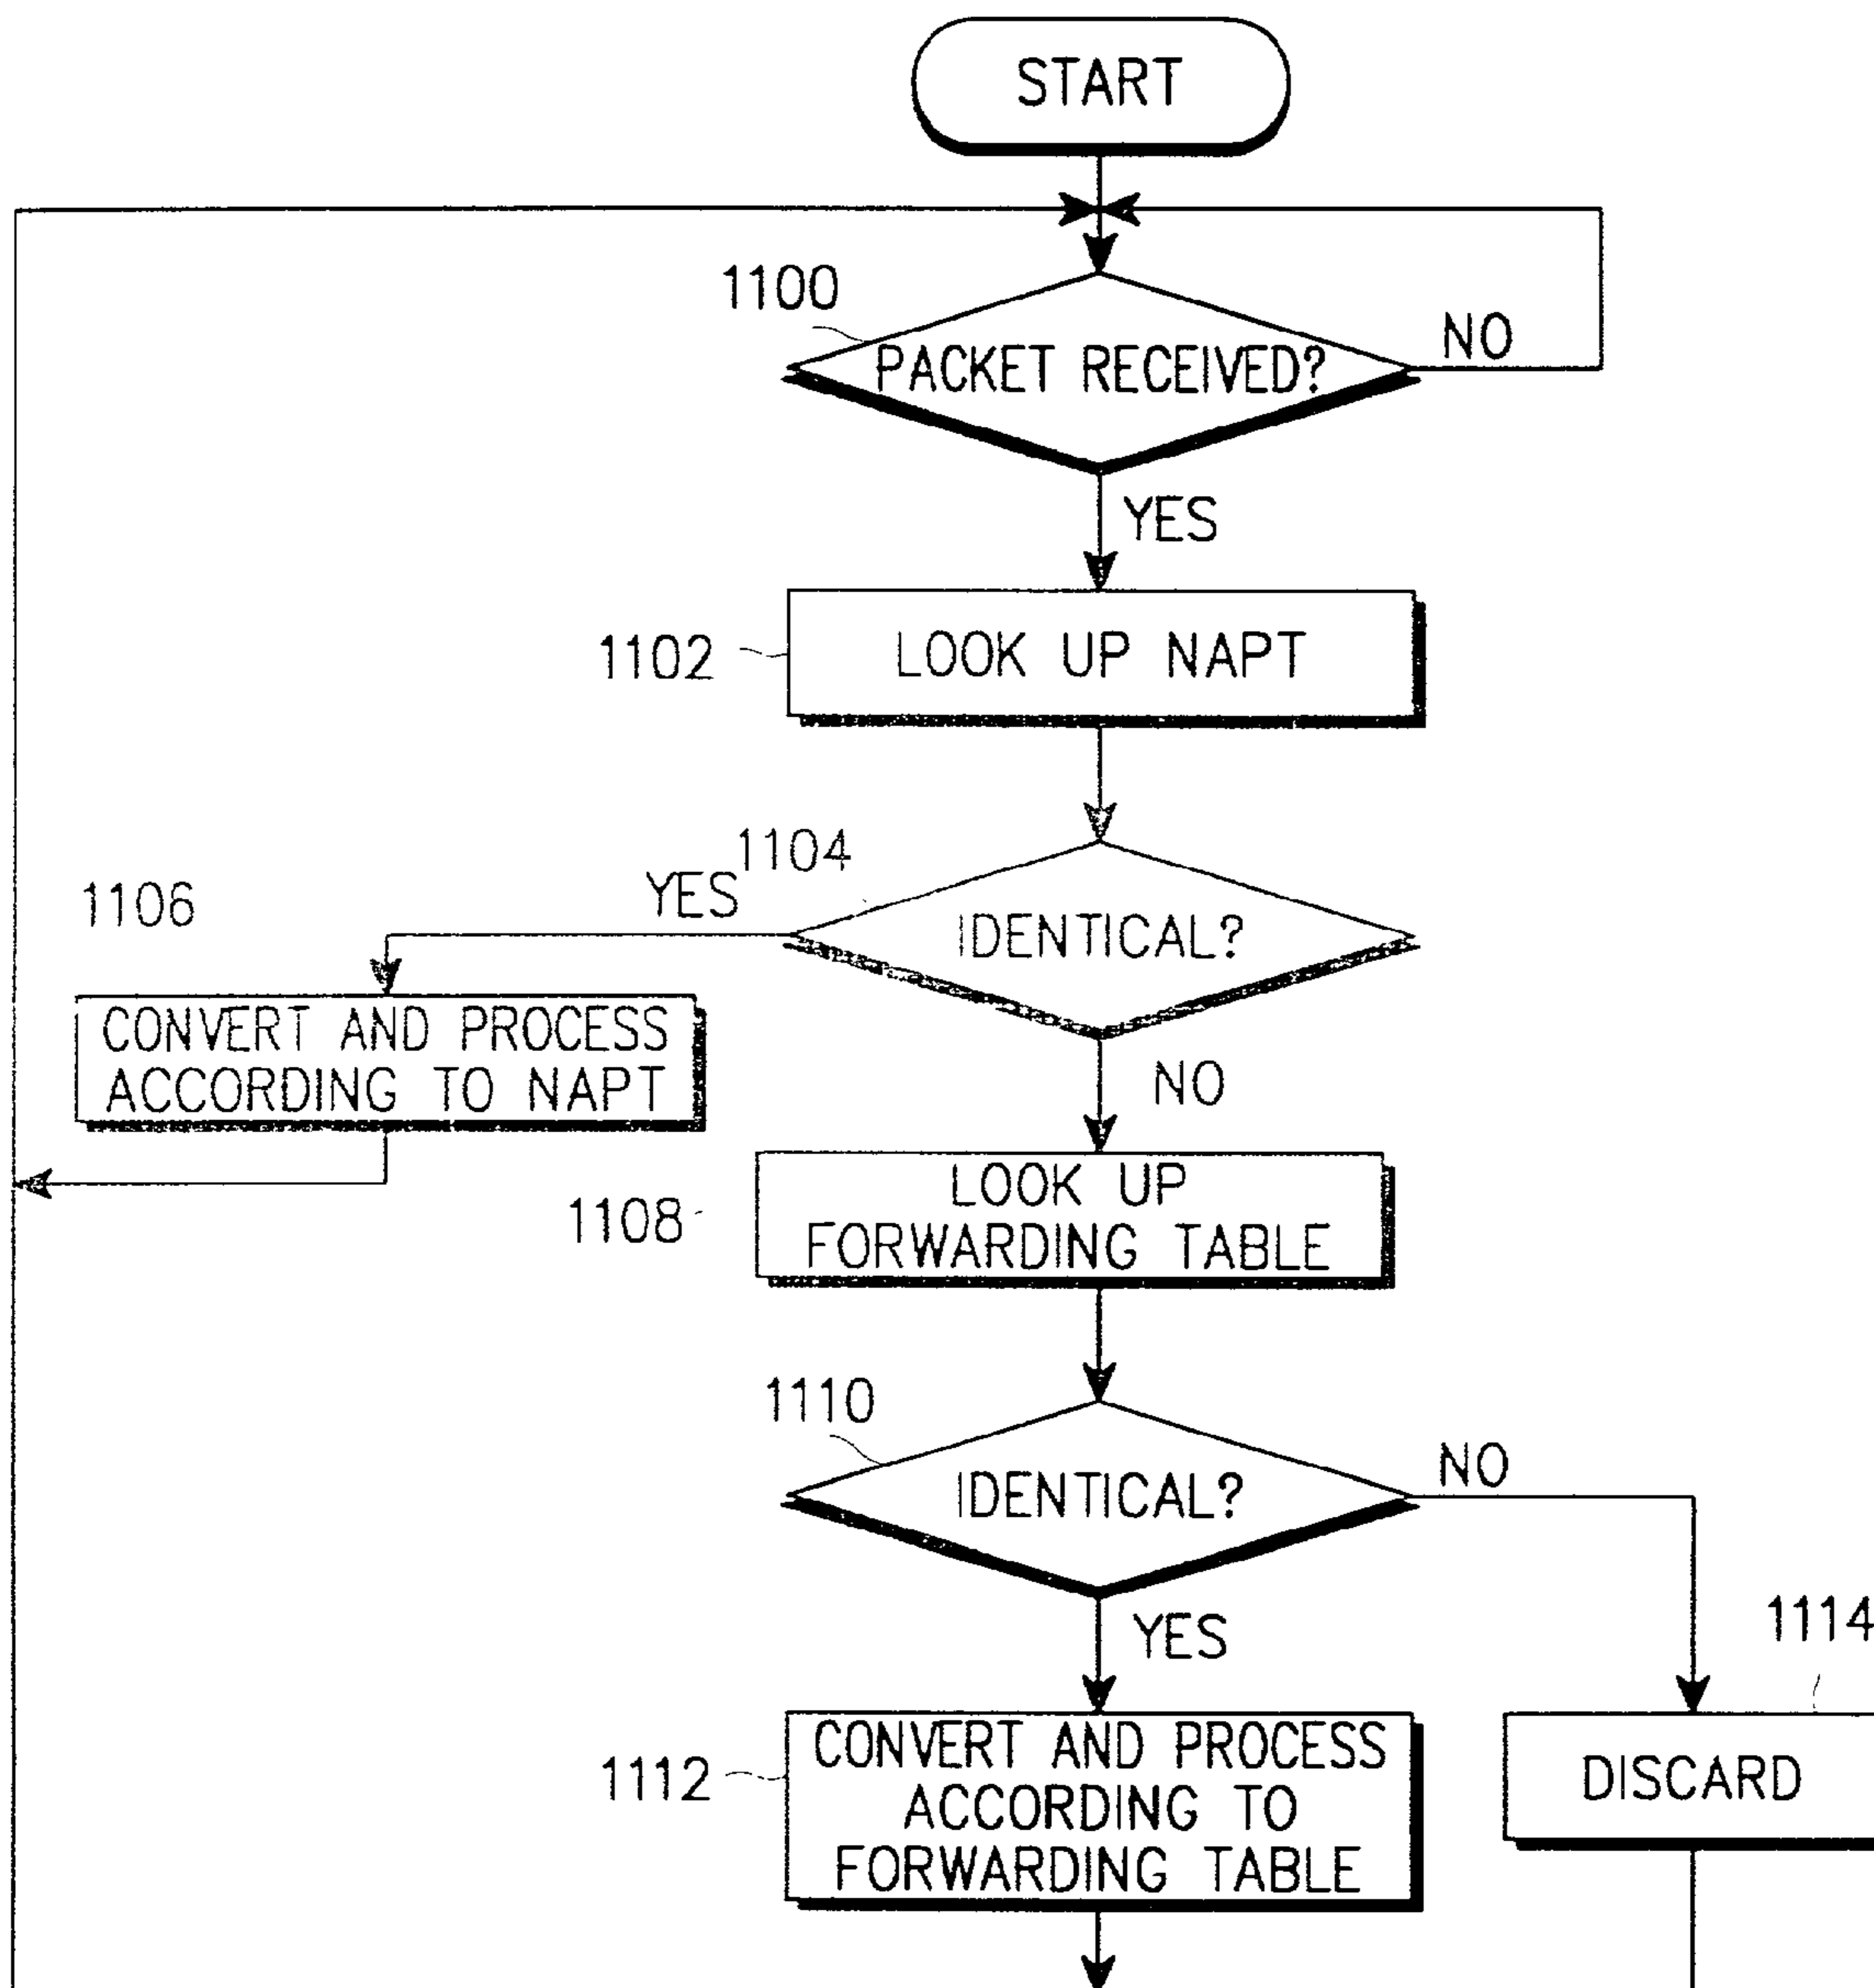 START
1100
PACKET RECEIVED?
NO
YES
1102
LOOK UP NAPT
1104
YES
IDENTICAL?
1106
CONVERT AND PROCESS
ACCORDING TO NAPT
NO
1108
LOOK UP
FORWARDING TABLE
1110
IDENTICAL?
NO
YES
1114
1112
CONVERT AND PROCESS
ACCORDING TO
FORWARDING TABLE
DISCARD